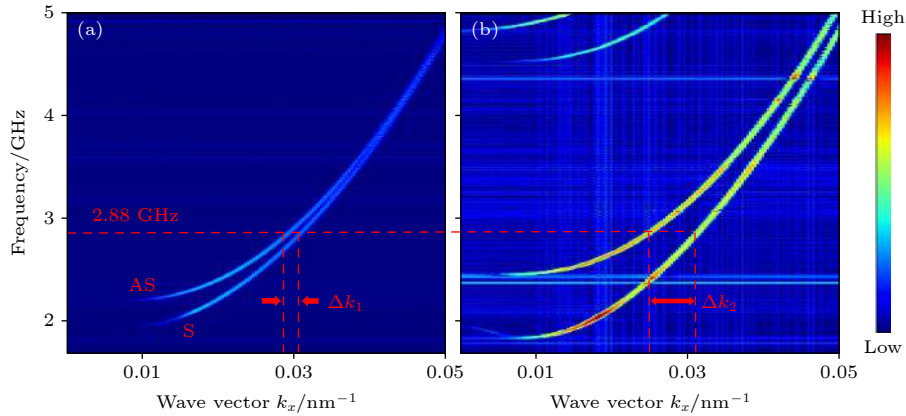 5
4
3
2
Frequency/GHz
(a)
2.88 GHz
AS
S
Δk₁
0.01
0.03
0.05
Wave vector kₓ/nm⁻¹
(b)
Δk₂
0.01
0.03
0.05
Wave vector kₓ/nm⁻¹
High
Low